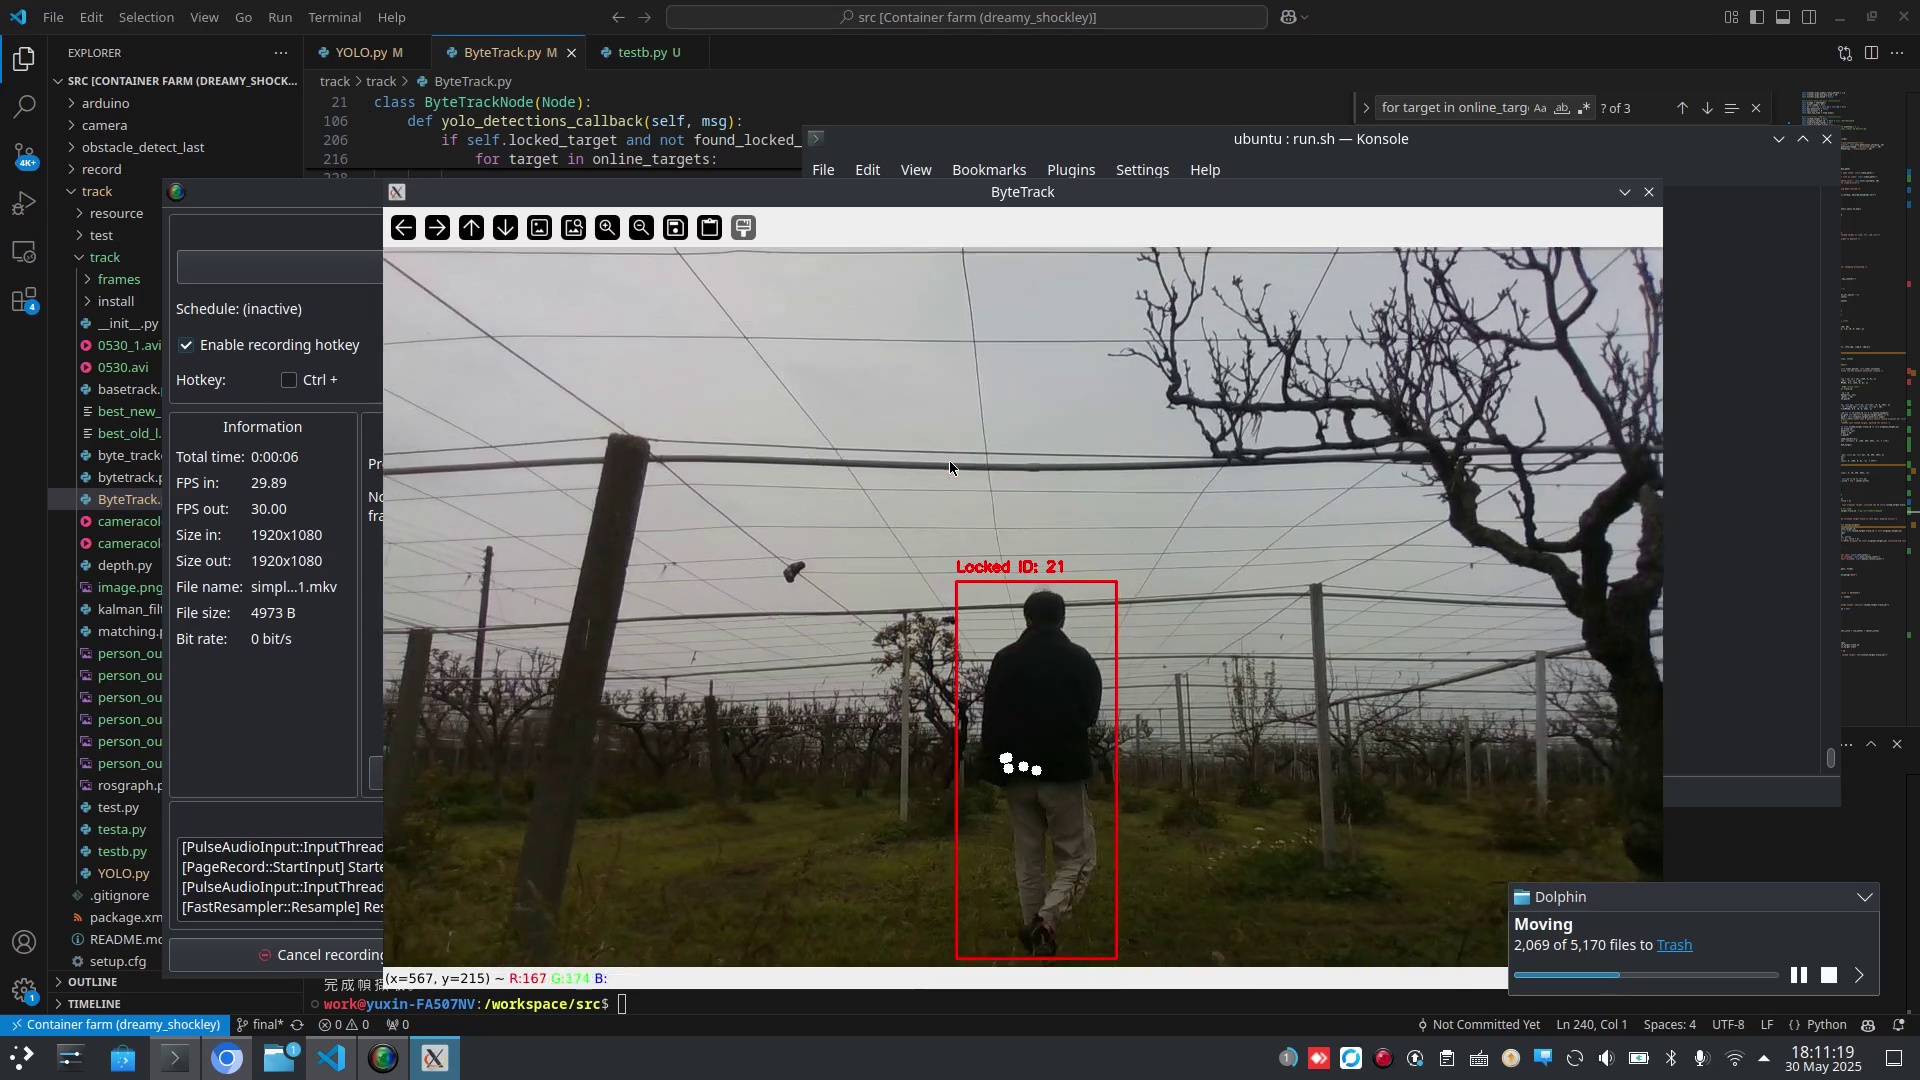 File Edit Selection View Go Run Terminal Help
src [Container farm (dreamy_shockley)]
EXPLORER
YOLO.py M
ByteTrack.py M
testb.py U
SRC [CONTAINER FARM (DREAMY_SHOCK...
track > track > ByteTrack.py
arduino
camera
obstacle_detect_last
record
track
resource
test
track
frames
install
__init__.py
0530_1.avi
0530.avi
basetrack.
best_new_
best_old_l.
byte_track
bytetrack.p
ByteTrack.
cameracol
cameracol
depth.py
image.png
kalman_filt
matching.p
person_ou
person_ou
person_ou
person_ou
person_ou
person_ou
rosgraph.p
test.py
testa.py
testb.py
YOLO.py
.gitignore
package.xm
README.md
setup.cfg
OUTLINE
TIMELINE
4K+
4
1
21 class ByteTrackNode(Node):
106 def yolo_detections_callback(self, msg):
206 if self.locked_target and not found_locked_
216 for target in online_targets:
for target in online_targ
Aa ab
? of 3
ubuntu : run.sh — Konsole
File Edit View Bookmarks Plugins Settings Help
ByteTrack
Schedule: (inactive)
Enable recording hotkey
Hotkey: Ctrl +
Information
Total time: 0:00:06
FPS in: 29.89
FPS out: 30.00
Size in: 1920x1080
Size out: 1920x1080
File name: simpl...1.mkv
File size: 4973 B
Bit rate: 0 bit/s
Pr
No
fra
[PulseAudioInput::InputThread
[PageRecord::StartInput] Starte
[PulseAudioInput::InputThread
[FastResampler::Resample] Res
Cancel recording
Locked ID: 21
(x=567, y=215) ~ R:167 G:174 B:
work@yuxin-FA507NV:/workspace/src$
Dolphin
Moving
2,069 of 5,170 files to Trash
Container farm (dreamy_shockley) final* 0 0 0
Not Committed Yet Ln 240, Col 1 Spaces: 4 UTF-8 LF {} Python
1
1
18:11:19
30 May 2025